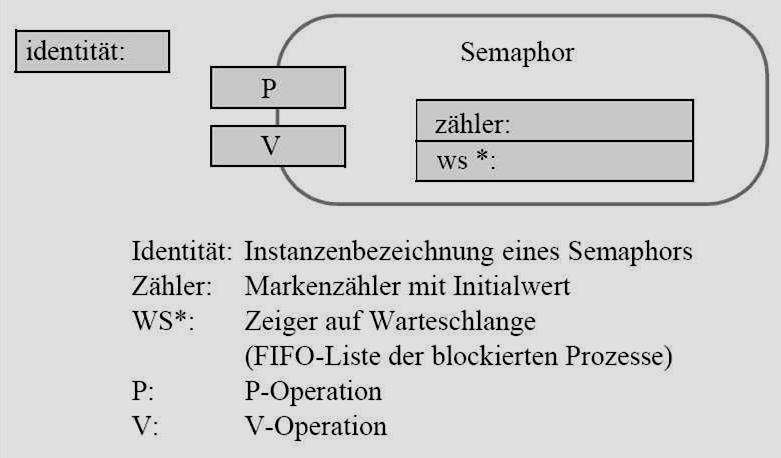 identität:
Semaphor
P
V
zähler:
ws *:
Identität: Instanzenbezeichnung eines Semaphors
Zähler: Markenzähler mit Initialwert
WS*: Zeiger auf Warteschlange
(FIFO-Liste der blockierten Prozesse)
P: P-Operation
V: V-Operation